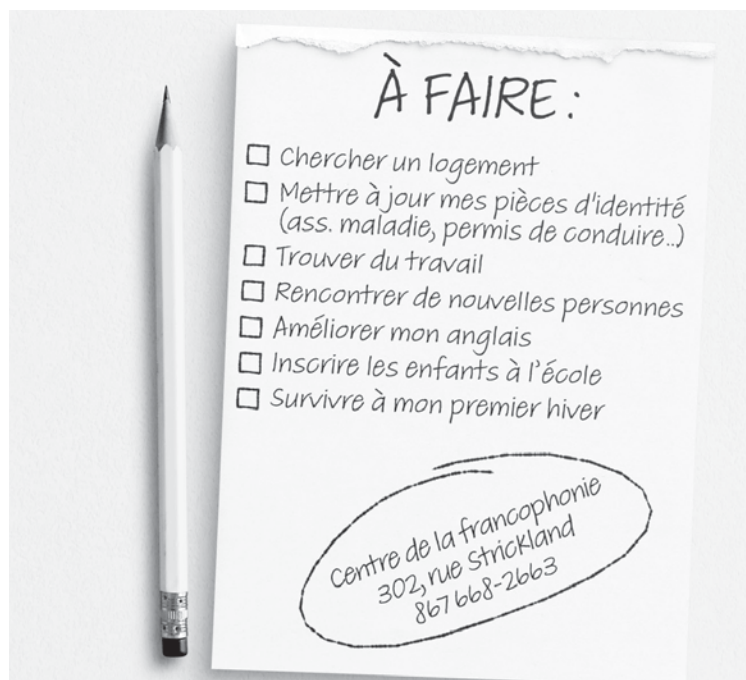 À FAIRE :
Chercher un logement
Mettre à jour mes pièces d'identité
(ass. maladie, permis de conduire...)
Trouver du travail
Rencontrer de nouvelles personnes
Améliorer mon anglais
Inscrire les enfants à l'école
Survivre à mon premier hiver
Centre de la francophonie
302, rue Strickland
867 668-2663